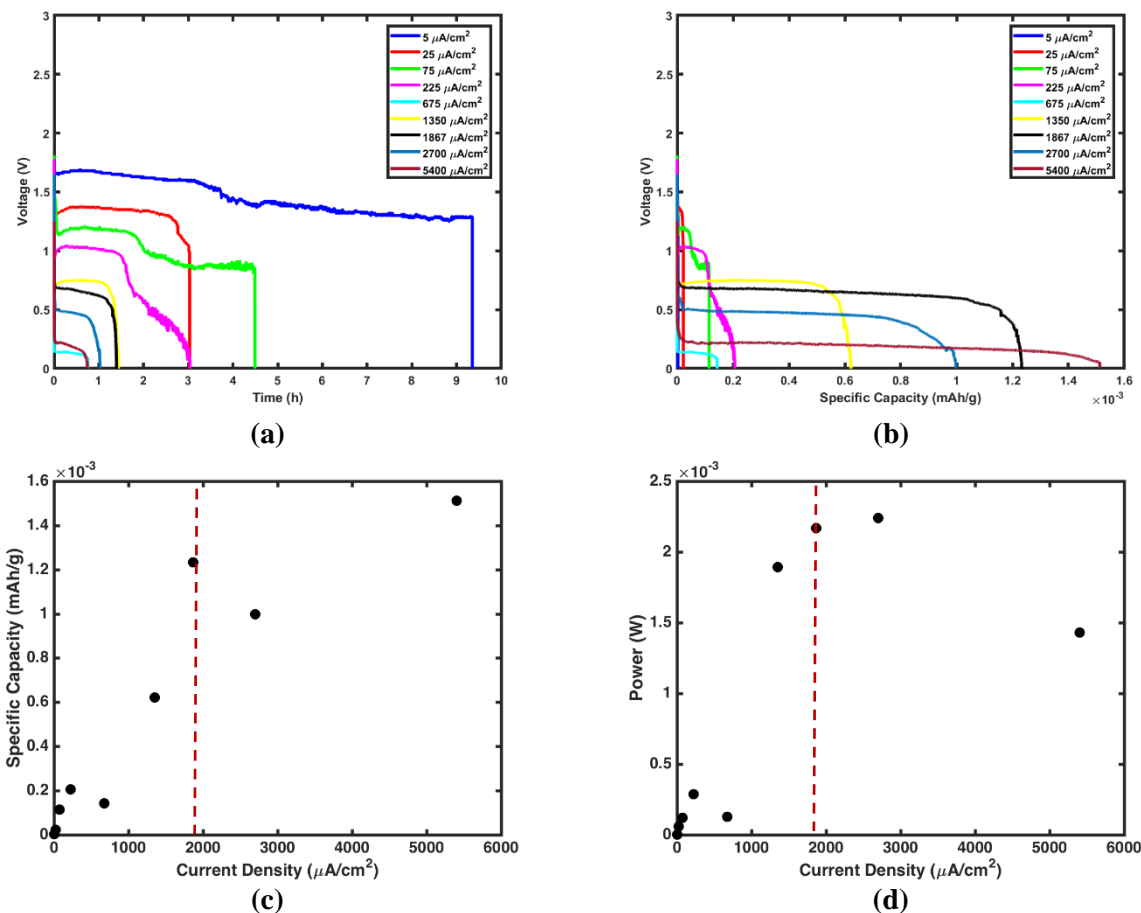 3
2.5
2
1.5
1
0.5
0
Voltage (V)
0 1 2 3 4 5 6 7 8 9 10
Time (h)
5 μA/cm²
25 μA/cm²
75 μA/cm²
225 μA/cm²
675 μA/cm²
1350 μA/cm²
1867 μA/cm²
2700 μA/cm²
5400 μA/cm²
(a)
3
2.5
2
1.5
1
0.5
0
Voltage (V)
0 0.2 0.4 0.6 0.8 1 1.2 1.4 1.6
Specific Capacity (mAh/g)
×10⁻³
5 μA/cm²
25 μA/cm²
75 μA/cm²
225 μA/cm²
675 μA/cm²
1350 μA/cm²
1867 μA/cm²
2700 μA/cm²
5400 μA/cm²
(b)
×10⁻³
1.6
1.4
1.2
1
0.8
0.6
0.4
0.2
0
Specific Capacity (mAh/g)
0 1000 2000 3000 4000 5000 6000
Current Density (μA/cm²)
(c)
×10⁻³
2.5
2
1.5
1
0.5
0
Power (W)
0 1000 2000 3000 4000 5000 6000
Current Density (μA/cm²)
(d)